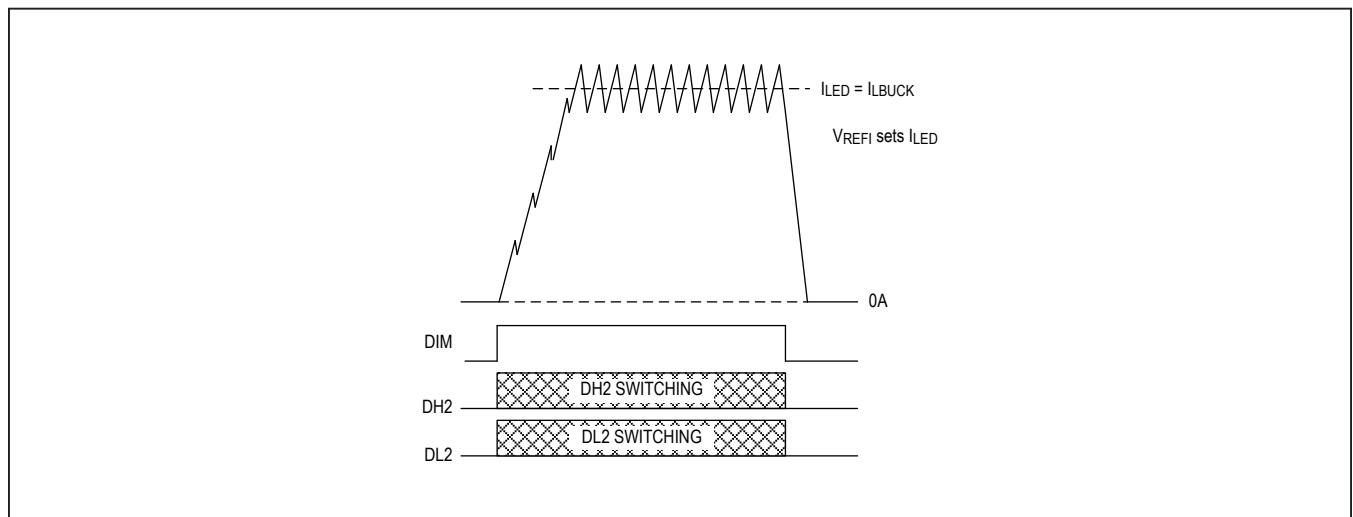 ILED = ILBUCK
VREFI sets ILED
0A
DIM
DH2 SWITCHING
DH2
DL2 SWITCHING
DL2